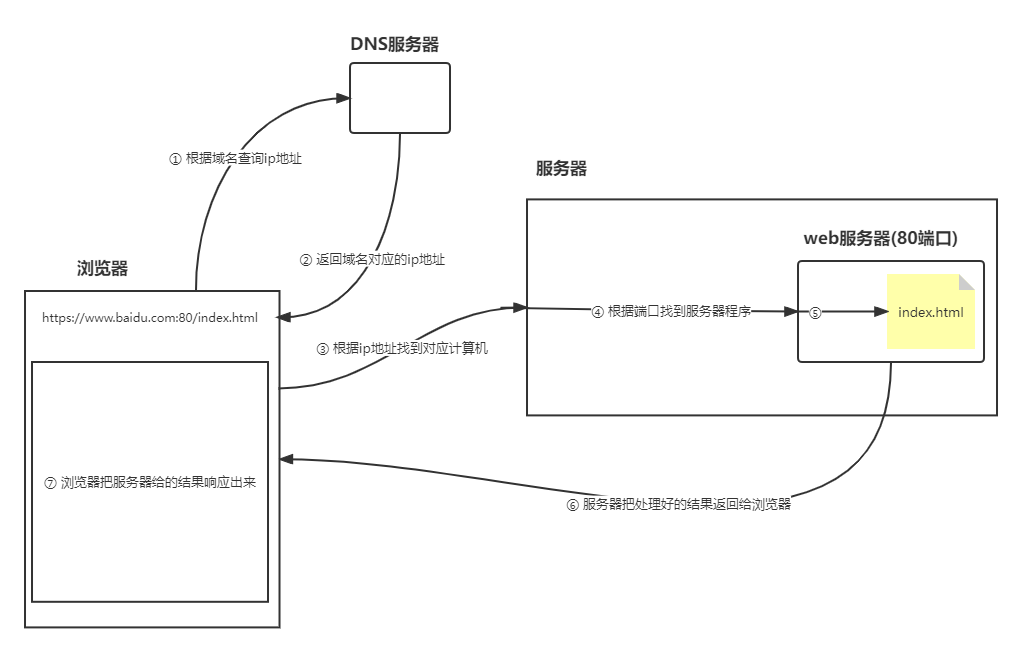 DNS服务器
① 根据域名查询ip地址
服务器
web服务器(80端口)
② 返回域名对应的ip地址
浏览器
https://www.baidu.com:80/index.html
④ 根据端口找到服务器程序
⑤
index.html
③ 根据ip地址找到对应计算机
⑦ 浏览器把服务器给的结果响应出来
⑥ 服务器把处理好的结果返回给浏览器